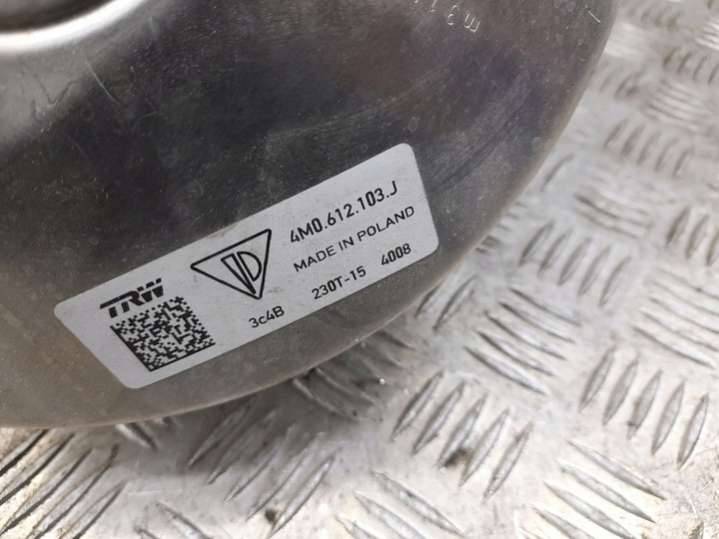 TRW
4M0.612.103.J
MADE IN POLAND
3c4B 230T-15 4008